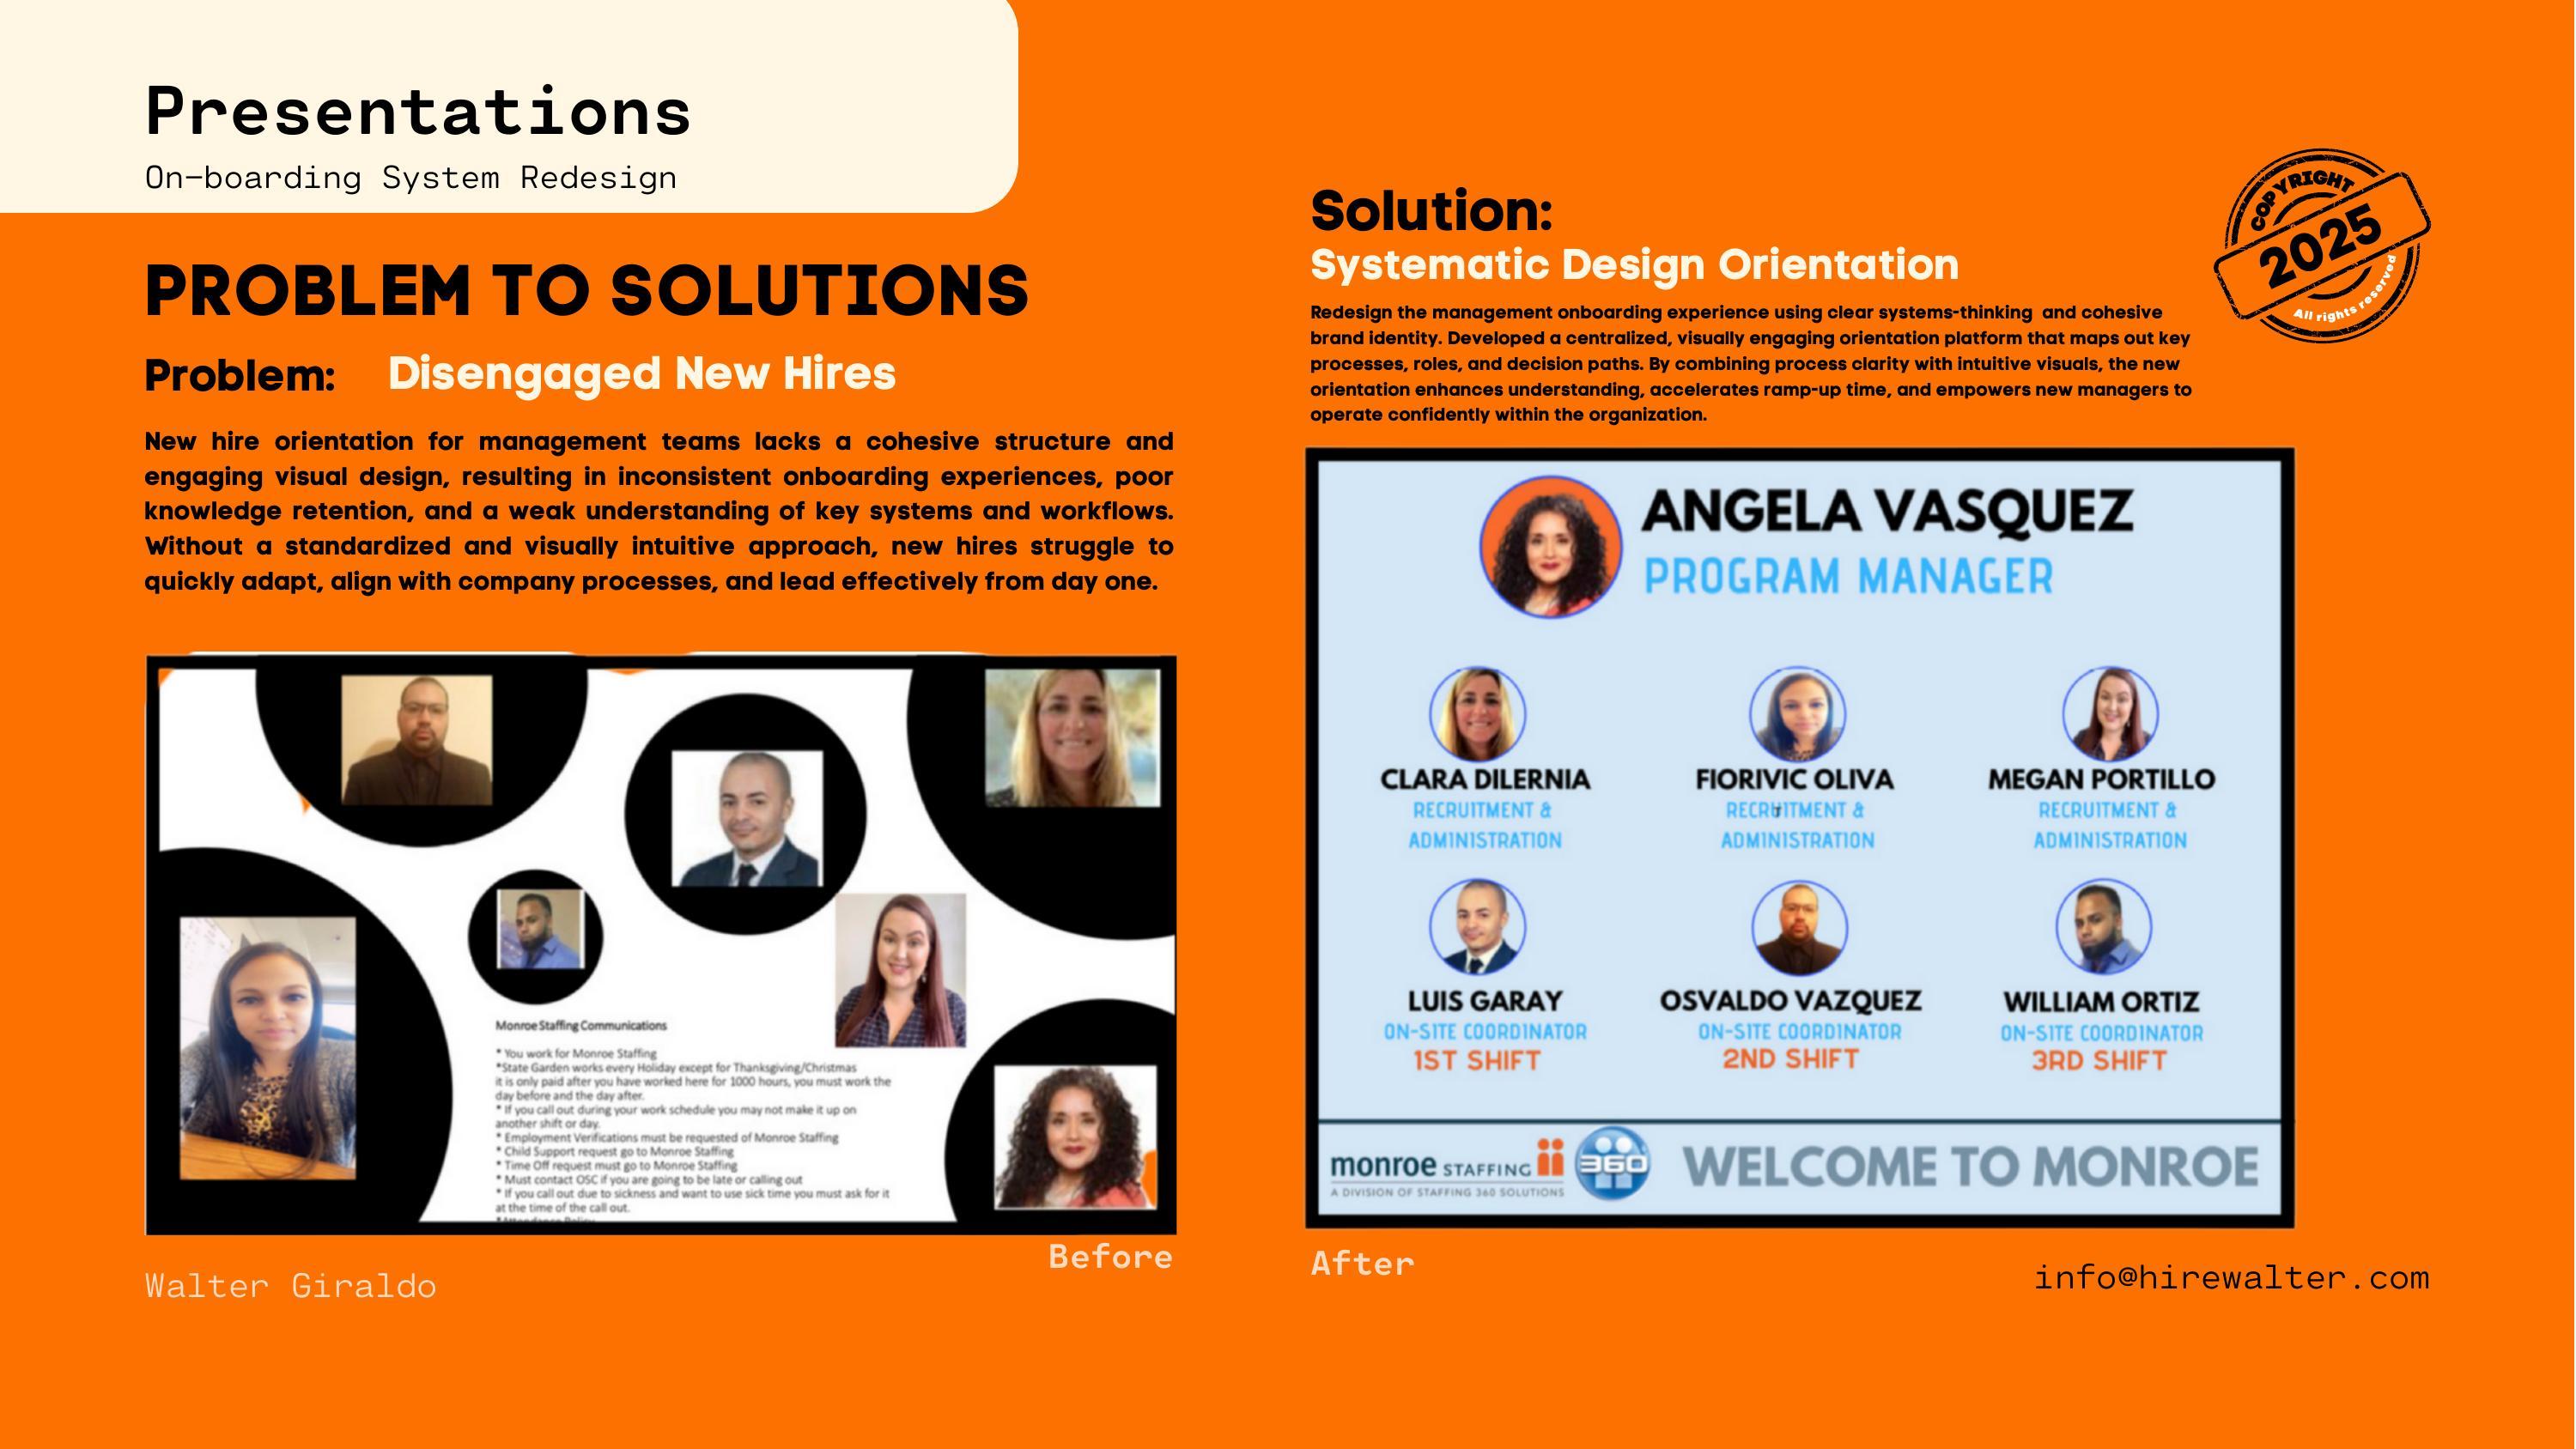 Presentations
On-boarding System Redesign
PROBLEM TO SOLUTIONS
Problem: Disengaged New Hires
New hire orientation for management teams lacks a cohesive structure and
engaging visual design, resulting in inconsistent onboarding experiences, poor
knowledge retention, and a weak understanding of key systems and workflows.
Without a standardized and visually intuitive approach, new hires struggle to
quickly adapt, align with company processes, and lead effectively from day one.
Monroe Staffing Communications
* You work for Monroe Staffing
*State Garden works every Holiday except for Thanksgiving/Christmas
it is only paid after you have worked here for 1000 hours, you must work the
day before and the day after.
* If you call out during your work schedule you may not make it up on
another shift or day.
* Employment Verifications must be requested of Monroe Staffing
* Child Support request go to Monroe Staffing
* Time Off request must go to Monroe Staffing
* Must contact OSC if you are going to be late or calling out
* If you call out due to sickness and want to use sick time you must ask for it
at the time of the call out.
Before
Walter Giraldo
Solution:
Systematic Design Orientation
Redesign the management onboarding experience using clear systems-thinking and cohesive
brand identity. Developed a centralized, visually engaging orientation platform that maps out key
processes, roles, and decision paths. By combining process clarity with intuitive visuals, the new
orientation enhances understanding, accelerates ramp-up time, and empowers new managers to
operate confidently within the organization.
COPYRIGHT
2025
All rights reserved
ANGELA VASQUEZ
PROGRAM MANAGER
CLARA DILERNIA
RECRUITMENT &
ADMINISTRATION
FIORIVIC OLIVA
RECRUITMENT &
ADMINISTRATION
MEGAN PORTILLO
RECRUITMENT &
ADMINISTRATION
LUIS GARAY
ON-SITE COORDINATOR
1ST SHIFT
OSVALDO VAZQUEZ
ON-SITE COORDINATOR
2ND SHIFT
WILLIAM ORTIZ
ON-SITE COORDINATOR
3RD SHIFT
monroe STAFFING
A DIVISION OF STAFFING 360 SOLUTIONS
360
WELCOME TO MONROE
After
info@hirewalter.com